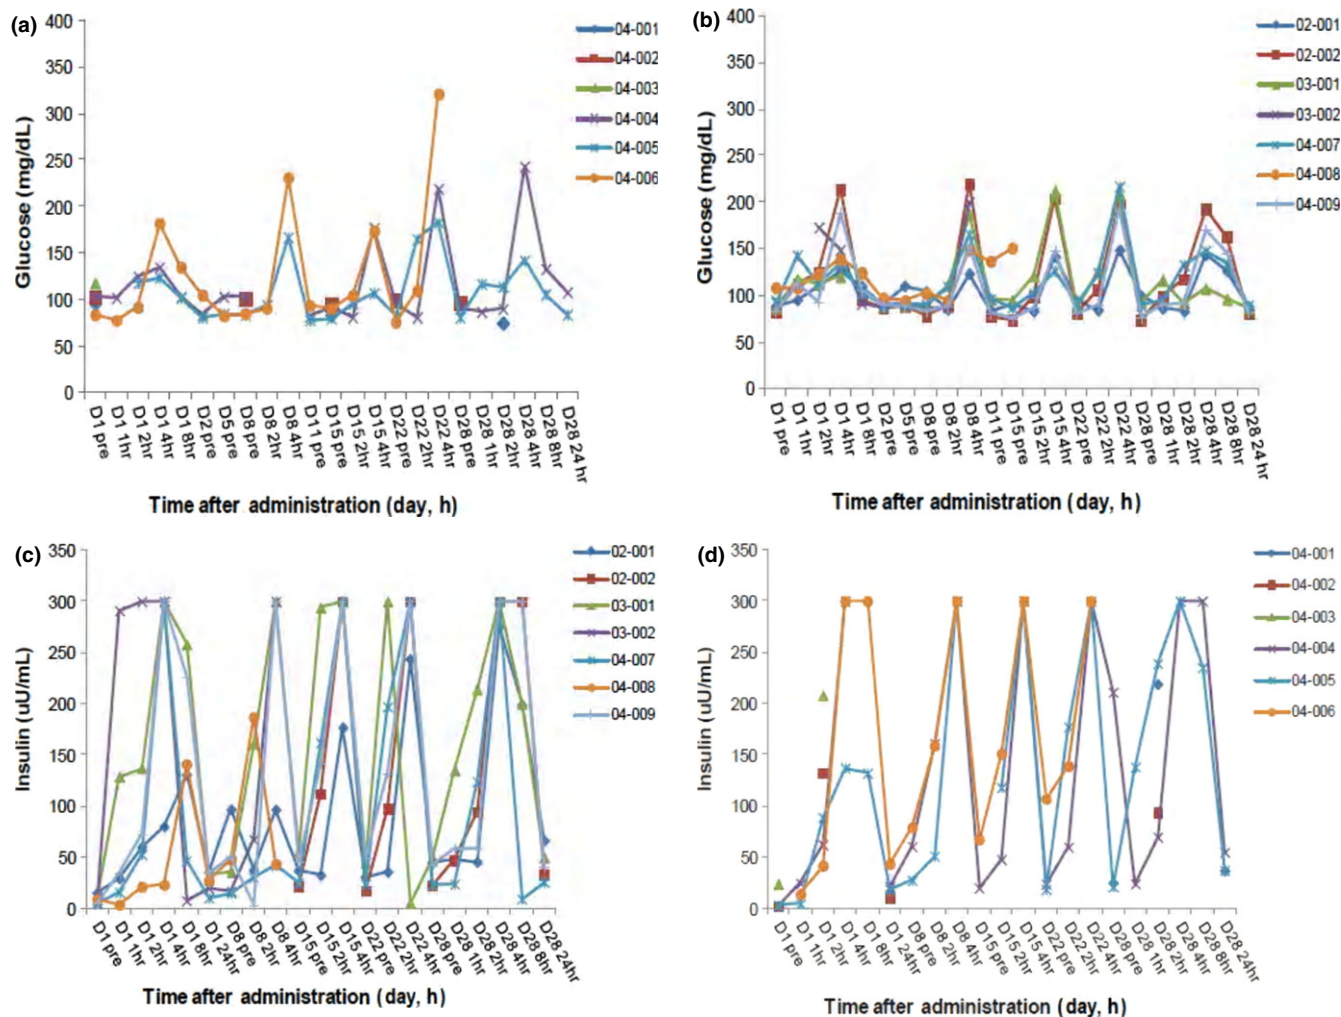 (a)
400
350
300
250
200
150
100
50
0
Glucose (mg/dL)
04-001
04-002
04-003
04-004
04-005
04-006
D1 pre
D1 1hr
D1 2hr
D1 4hr
D1 8hr
D2 pre
D5 pre
D8 pre
D8 2hr
D8 4hr
D11 pre
D15 pre
D15 2hr
D15 4hr
D22 pre
D22 2hr
D22 4hr
D28 pre
D28 1hr
D28 2hr
D28 4hr
D28 8hr
D28 24 hr
Time after administration (day, h)
(b)
400
350
300
250
200
150
100
50
0
Glucose (mg/dL)
02-001
02-002
03-001
03-002
04-007
04-008
04-009
D1 pre
D1 1hr
D1 2hr
D1 4hr
D1 8hr
D2 pre
D5 pre
D8 pre
D8 2hr
D8 4hr
D11 pre
D15 pre
D15 2hr
D15 4hr
D22 pre
D22 2hr
D22 4hr
D28 pre
D28 1hr
D28 2hr
D28 4hr
D28 8hr
D28 24 hr
Time after administration (day, h)
(c)
350
300
250
200
150
100
50
0
Insulin (uU/mL)
02-001
02-002
03-001
03-002
04-007
04-008
04-009
D1 pre
D1 1hr
D1 2hr
D1 4hr
D1 8hr
D1 24hr
D8 pre
D8 2hr
D8 4hr
D15 pre
D15 2hr
D15 4hr
D22 pre
D22 2hr
D22 4hr
D28 pre
D28 1hr
D28 2hr
D28 4hr
D28 8hr
D28 24hr
Time after administration (day, h)
(d)
350
300
250
200
150
100
50
0
Insulin (uU/mL)
04-001
04-002
04-003
04-004
04-005
04-006
D1 pre
D1 1hr
D1 2hr
D1 4hr
D1 8hr
D1 24hr
D8 pre
D8 2hr
D8 4hr
D15 pre
D15 2hr
D15 4hr
D22 pre
D22 2hr
D22 4hr
D28 pre
D28 1hr
D28 2hr
D28 4hr
D28 8hr
D28 24hr
Time after administration (day, h)